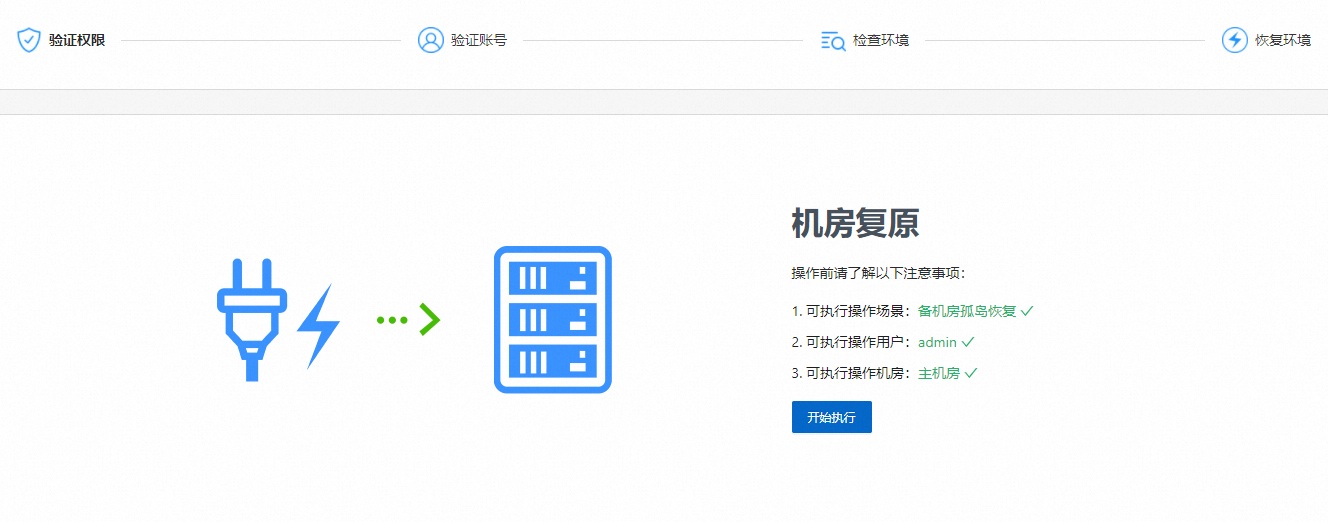 验证权限
验证账号
检查环境
恢复环境
机房复原
操作前请了解以下注意事项：
1. 可执行操作场景：备机房孤岛恢复
2. 可执行操作用户：admin
3. 可执行操作机房：主机房
开始执行